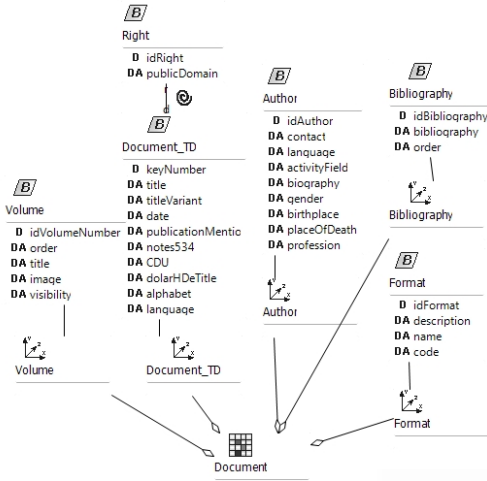 B
Right
D idRight
DA publicDomain
r
d
B
Document_TD
D keyNumber
DA title
DA titleVariant
DA date
DA publicationMentio
DA notes534
DA CDU
DA dolarHDeTitle
DA alphabet
DA language
Y
Z
X
Document_TD
B
Volume
D idVolumeNumber
DA order
DA title
DA image
DA visibility
Y
Z
X
Volume
B
Author
D idAuthor
DA contact
DA language
DA activityField
DA biography
DA gender
DA birthplace
DA placeOfDeath
DA profession
Y
Z
X
Author
B
Bibliography
D idBibliography
DA bibliography
DA order
Y
Z
X
Bibliography
B
Format
D idFormat
DA description
DA name
DA code
Y
Z
X
Format
Document